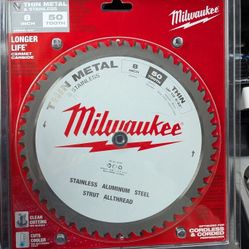 THIN METAL
& STAINLESS
8
INCH
50
TOOTH
Milwaukee
LONGER
LIFE
CERMET
CARBIDE
THIN METAL
STAINLESS
8
INCH
50
TOOTH
THIN
Milwaukee
STAINLESS ALUMINUM STEEL
STRUT ALLTHREAD
CLEAN
CUTTING
CUTS
COOLER
CORDLESS
& CORDED